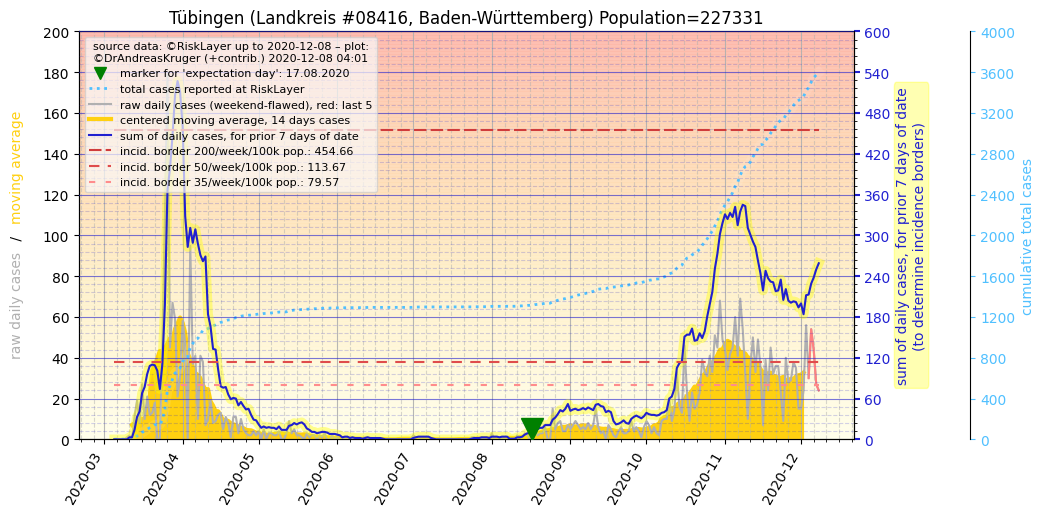 Tübingen (Landkreis #08416, Baden-Württemberg) Population=227331
source data: ©RiskLayer up to 2020-12-08 – plot:
©DrAndreasKruger (+contrib.) 2020-12-08 04:01
marker for 'expectation day': 17.08.2020
total cases reported at RiskLayer
raw daily cases (weekend-flawed), red: last 5
centered moving average, 14 days cases
sum of daily cases, for prior 7 days of date
incid. border 200/week/100k pop.: 454.66
incid. border 50/week/100k pop.: 113.67
incid. border 35/week/100k pop.: 79.57
raw daily cases / moving average
200
180
160
140
120
100
80
60
40
20
0
600
540
480
420
360
300
240
180
120
60
0
sum of daily cases, for prior 7 days of date
(to determine incidence borders)
4000
3600
3200
2800
2400
2000
1600
1200
800
400
0
cumulative total cases
2020-03
2020-04
2020-05
2020-06
2020-07
2020-08
2020-09
2020-10
2020-11
2020-12